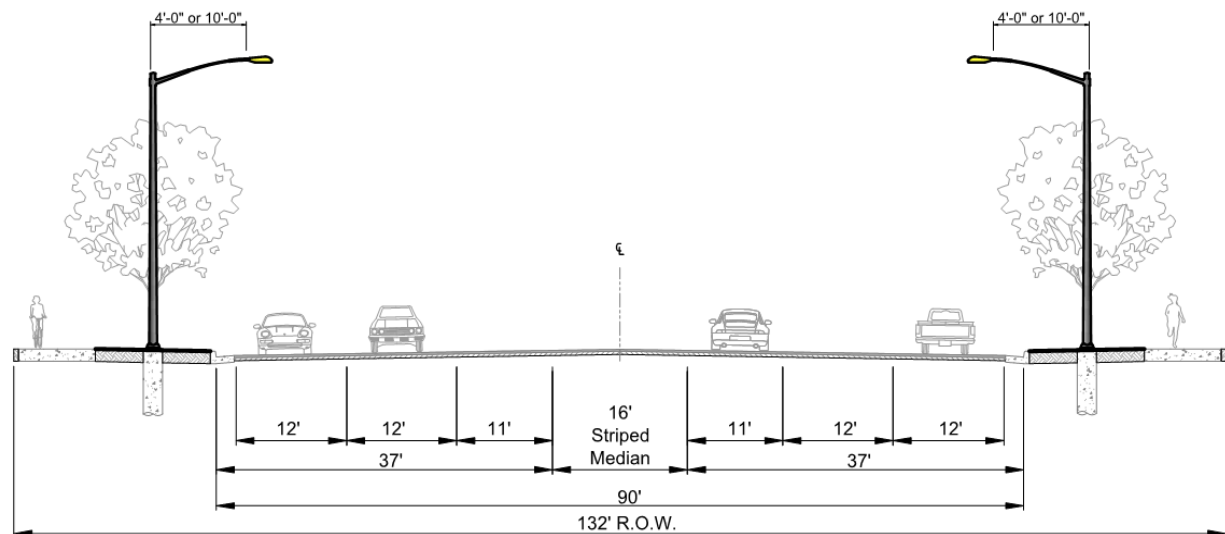 4'-0" or 10'-0"
4'-0" or 10'-0"
℄
12'
12'
11'
16'
Striped
Median
11'
12'
12'
37'
37'
90'
132' R.O.W.